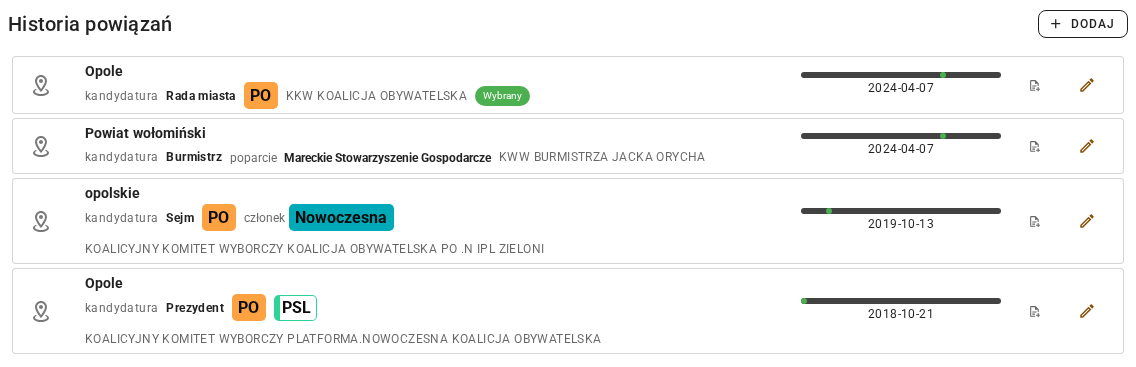 Historia powiązań
+ DODAJ
Opole
kandydatura Rada miasta PO KKW KOALICJA OBYWATELSKA Wybrany
2024-04-07
Powiat wołomiński
kandydatura Burmistrz poparcie Mareckie Stowarzyszenie Gospodarcze KWW BURMISTRZA JACKA ORYCHA
2024-04-07
opolskie
kandydatura Sejm PO członek Nowoczesna
KOALICYJNY KOMITET WYBORCZY KOALICJA OBYWATELSKA PO .N IPL ZIELONI
2019-10-13
Opole
kandydatura Prezydent PO PSL
KOALICYJNY KOMITET WYBORCZY PLATFORMA.NOWOCZESNA KOALICJA OBYWATELSKA
2018-10-21